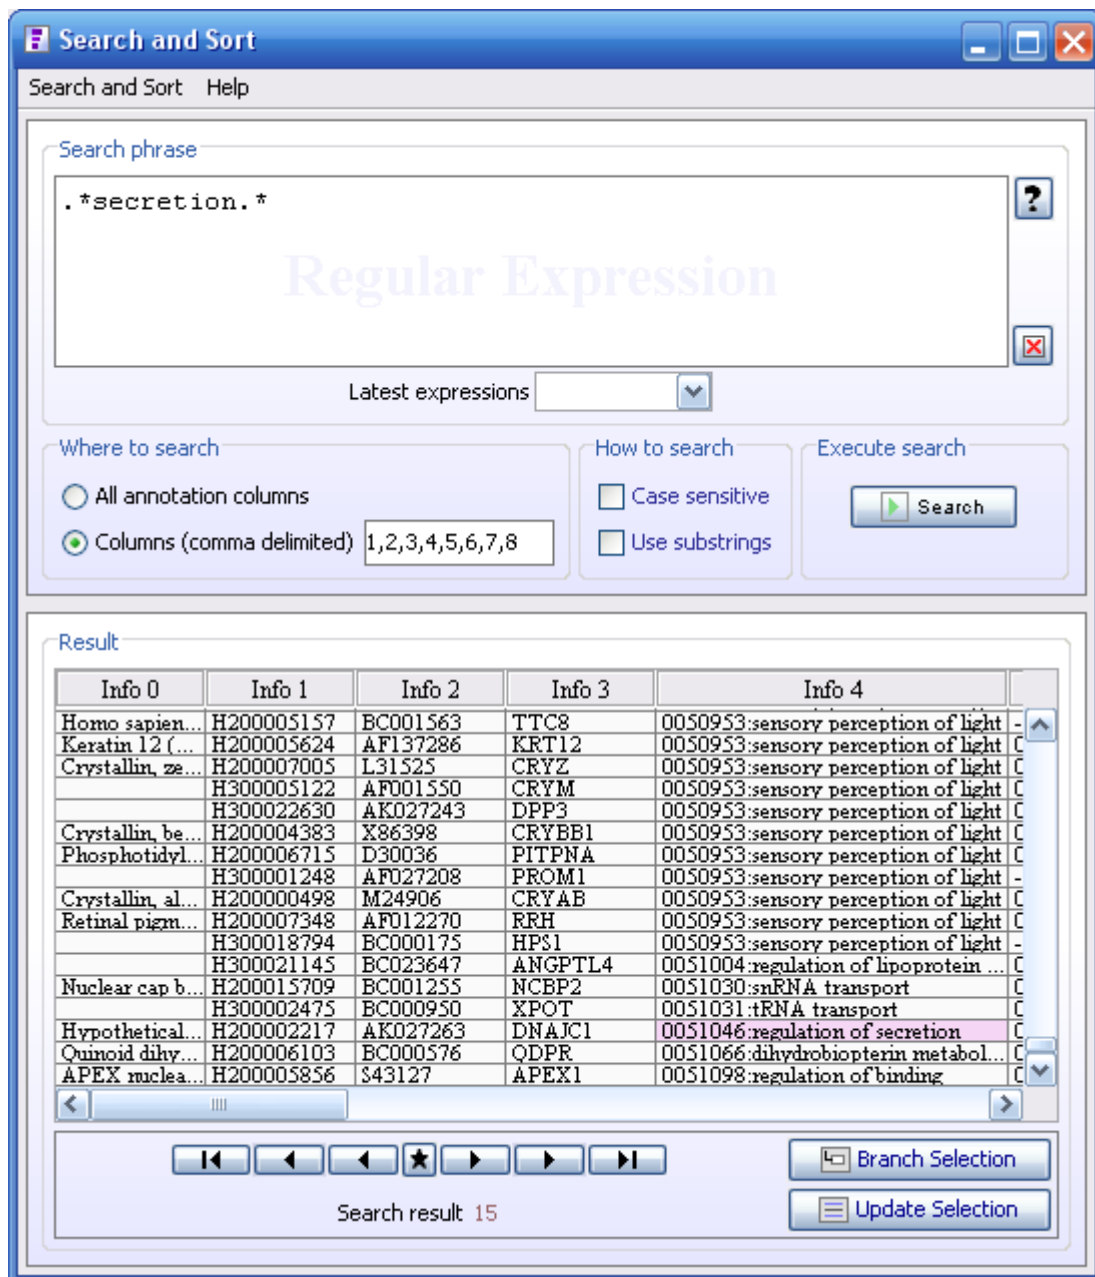 Search and Sort
Search and Sort Help
Search phrase
.*secretion.*
Regular Expression
Latest expressions
Where to search
How to search
Execute search
All annotation columns
Case sensitive
Search
Columns (comma delimited) 1,2,3,4,5,6,7,8
Use substrings
Result
Info 0 Info 1 Info 2 Info 3 Info 4
Homo sapien... H200005157 BC001563 TTC8 0050953:sensory perception of light -
Keratin 12 (... H200005624 AF137286 KRT12 0050953:sensory perception of light
Crystallin, ze... H200007005 L31525 CRYZ 0050953:sensory perception of light
H300005122 AF001550 CRYM 0050953:sensory perception of light
H300022630 AK027243 DPP3 0050953:sensory perception of light
Crystallin, be... H200004383 X86398 CRYBB1 0050953:sensory perception of light
Phosphotidyl... H200006715 D30036 PITPNA 0050953:sensory perception of light
H300001248 AF027208 PROM1 0050953:sensory perception of light
Crystallin, al... H200000498 M24906 CRYAB 0050953:sensory perception of light
Retinal pigm... H200007348 AF012270 RRH 0050953:sensory perception of light
H300018794 BC000175 HPS1 0050953:sensory perception of light -
H300021145 BC023647 ANGPTL4 0051004:regulation of lipoprotein ...
Nuclear cap b... H200015709 BC001255 NCBP2 0051030:snRNA transport
H300002475 BC000950 XPOT 0051031:tRNA transport
Hypothetical... H200002217 AK027263 DNAJC1 0051046:regulation of secretion
Quinoid dihy... H200006103 BC000576 QDPR 0051066:dihydrobiopterin metabol...
APEX nuclea... H200005856 S43127 APEX1 0051098:regulation of binding
Branch Selection
Search result 15
Update Selection